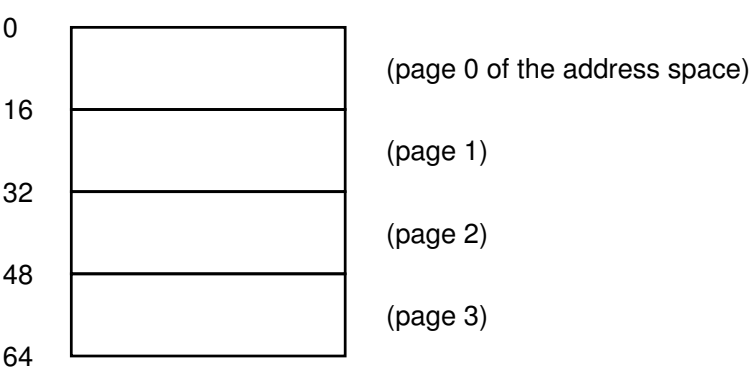 0
(page 0 of the address space)
16
(page 1)
32
(page 2)
48
(page 3)
64